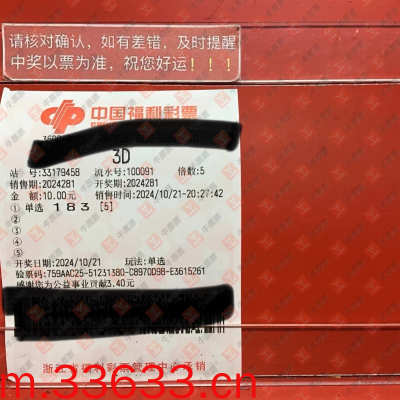 请核对确认，如有差错，及时提醒
中奖以票为准，祝您好运！！！
中国福利彩票
3D
站 号:33179458 流水号:100091 倍数:5
销售期:2024281 开奖期:2024281
金 额:10.00元 销售时间:2024/10/21-20:27:42
① 单选 183 [5]
②
③
④
⑤
开奖日期:2024/10/21 玩法:单选
验票码:759AAC25-51231380-C8970D98-E3615261
感谢您为公益事业贡献3.40元
m.33633.cn